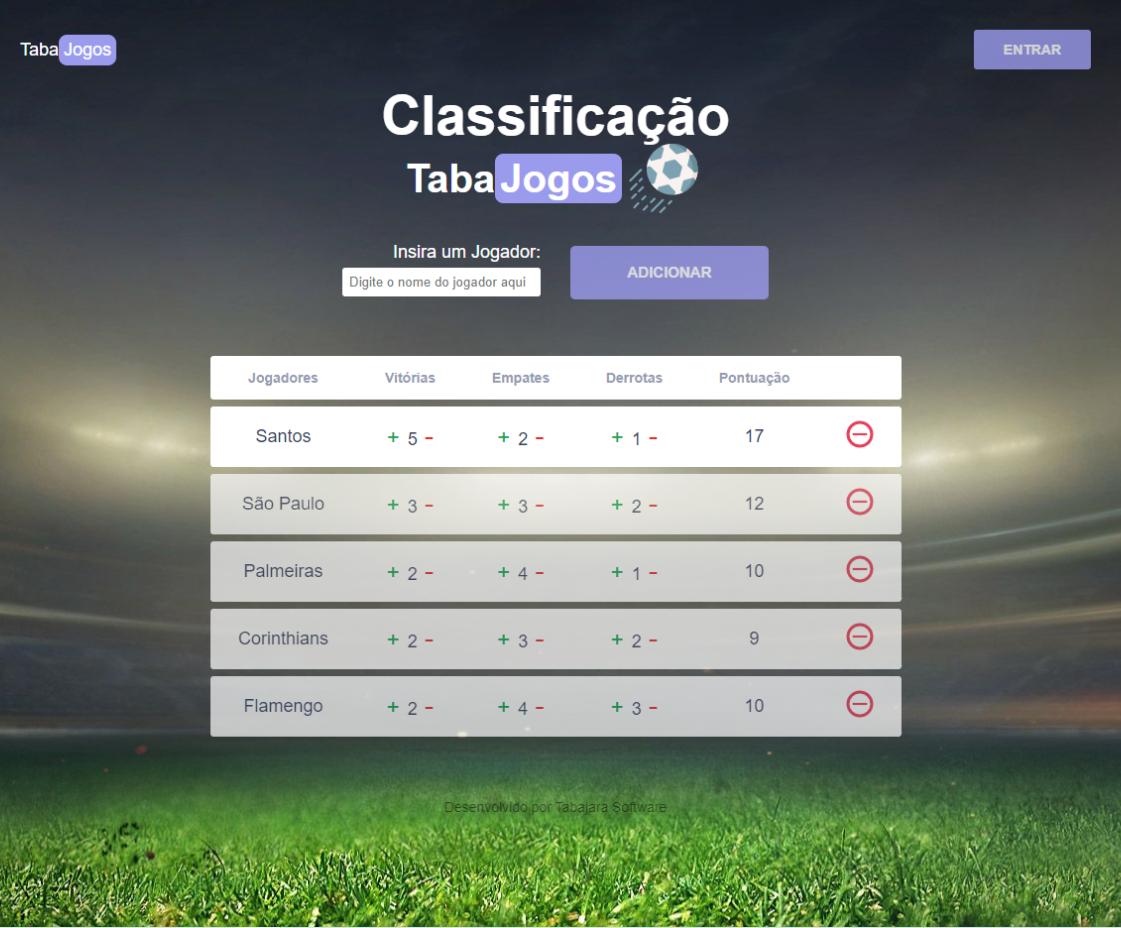 TabaJogos
ENTRAR
Classificação
TabaJogos
Insira um Jogador:
Digite o nome do jogador aqui
ADICIONAR
Jogadores Vitórias Empates Derrotas Pontuação
Santos + 5 - + 2 - + 1 - 17
São Paulo + 3 - + 3 - + 2 - 12
Palmeiras + 2 - + 4 - + 1 - 10
Corinthians + 2 - + 3 - + 2 - 9
Flamengo + 2 - + 4 - + 3 - 10
Desenvolvido por Tabajara Software